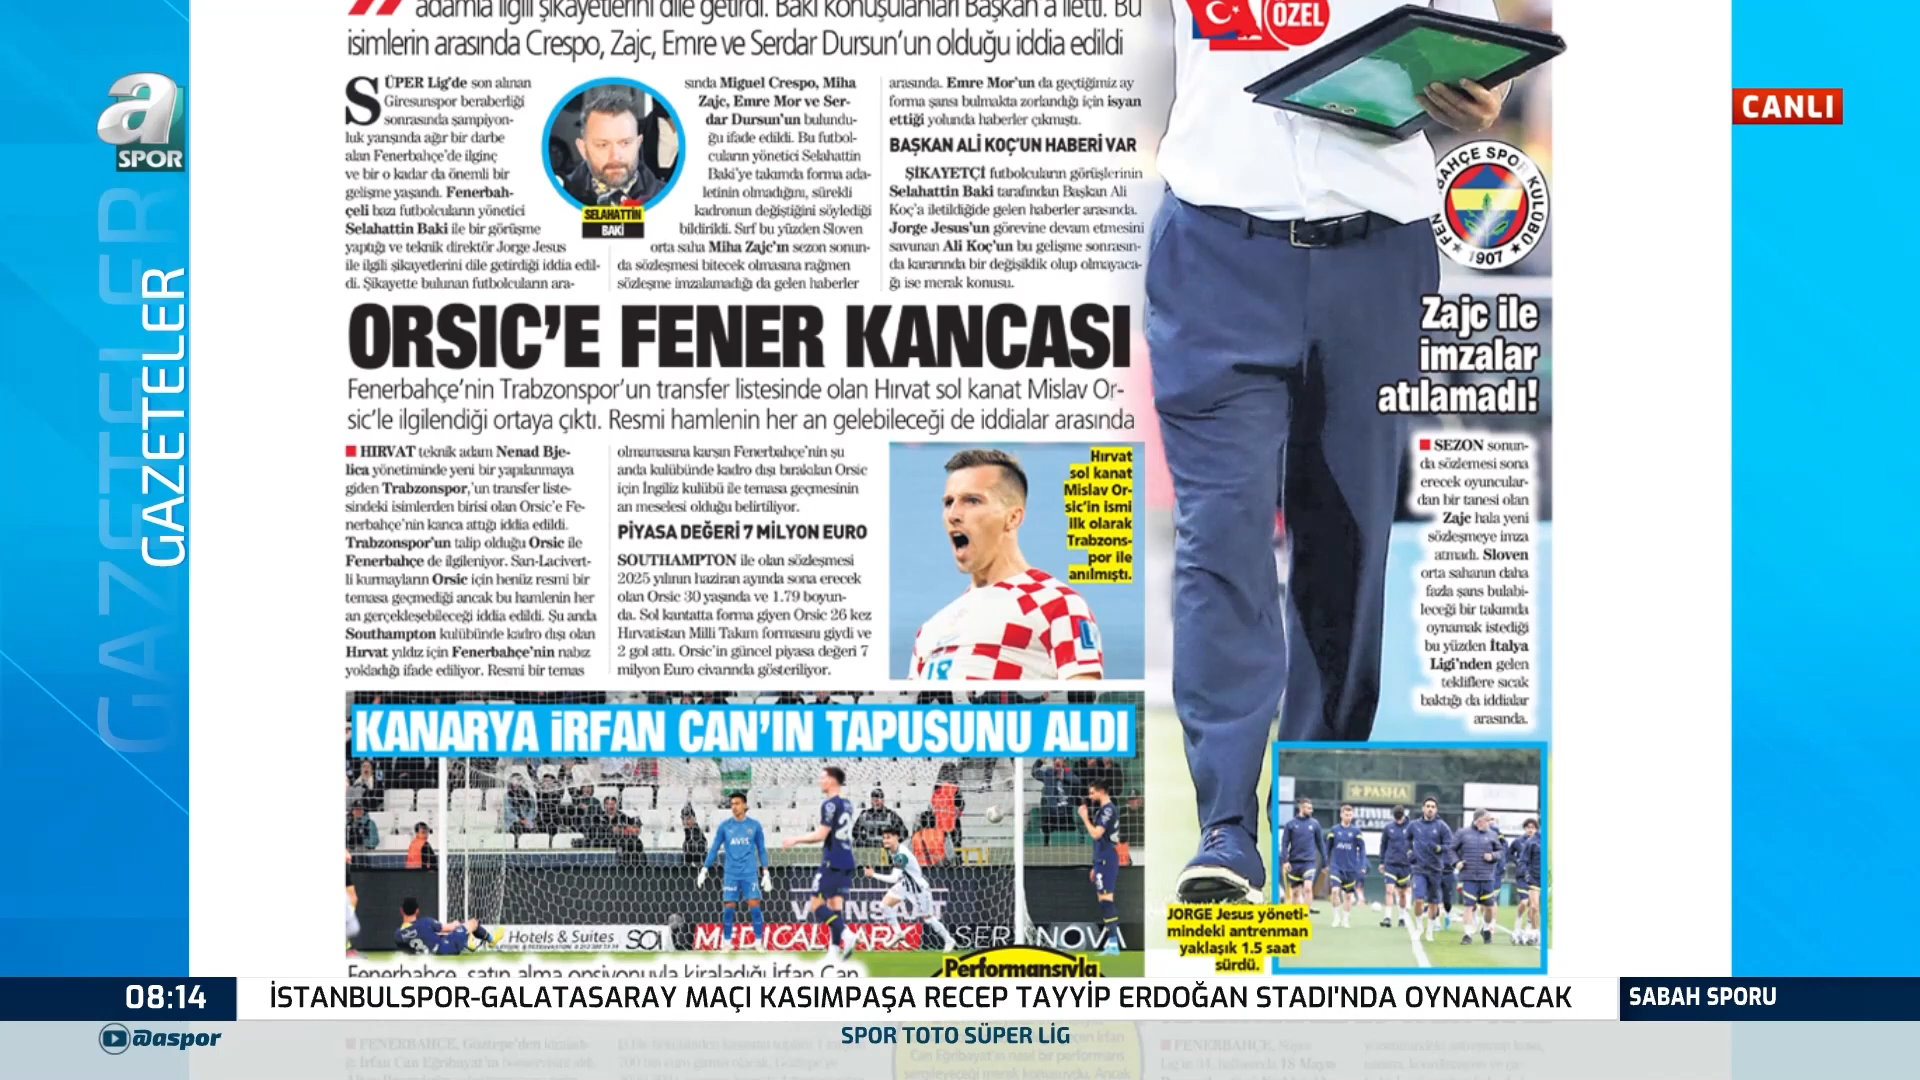 adamla ilgili şikayetlerini dile getirdi. Baki konuşulanları Başkan'a iletti. Bu
isimlerin arasında Crespo, Zajc, Emre ve Serdar Dursun'un olduğu iddia edildi
SÜPER Lig'de son alınan
Giresunspor beraberliği
sonrasında şampiyon-
luk yarışında ağır bir darbe
alan Fenerbahçe'de ilginç
ve bir o kadar da önemli bir
gelişme yaşandı. Fenerbah-
çeli bazı futbolcuların yönetici
Selahattin Baki ile bir görüşme
yaptığı ve teknik direktör Jorge Jesus
ile ilgili şikayetlerini dile getirdiği iddia edil-
di. Şikayette bulunan futbolcuların ara-
SELAHATTİN
BAKİ
sında Miguel Crespo, Miha
Zajc, Emre Mor ve Ser-
dar Dursun'un bulundu-
ğu ifade edildi. Bu futbol-
cuların yönetici Selahattin
Baki'ye takımda forma ada-
letinin olmadığını, sürekli
kadronun değiştiğini söylediği
bildirildi. Sırf bu yüzden Sloven
orta saha Miha Zajc'ın sezon sonun-
da sözleşmesi bitecek olmasına rağmen
sözleşme imzalamadığı da gelen haberler
arasında. Emre Mor'un da geçtiğimiz ay
forma şansı bulmakta zorlandığı için isyan
ettiği yolunda haberler çıkmıştı.
BAŞKAN ALİ KOÇ'UN HABERİ VAR
ŞİKAYETÇİ futbolcuların görüşlerinin
Selahattin Baki tarafından Başkan Ali
Koç'a iletildiğide gelen haberler arasında.
Jorge Jesus'un görevine devam etmesini
savunan Ali Koç'un bu gelişme sonrasın-
da kararında bir değişiklik olup olmayaca-
ğı ise merak konusu.
ÖZEL
FENERBAHÇE SPOR KULÜBÜ
1907
ORSIC'E FENER KANCASI
Fenerbahçe'nin Trabzonspor'un transfer listesinde olan Hırvat sol kanat Mislav Or-
sic'le ilgilendiği ortaya çıktı. Resmi hamlenin her an gelebileceği de iddialar arasında
HIRVAT teknik adam Nenad Bje-
lica yönetiminde yeni bir yapılanmaya
giden Trabzonspor,'un transfer liste-
sindeki isimlerden birisi olan Orsic'e Fe-
nerbahçe'nin kanca attığı iddia edildi.
Trabzonspor'un talip olduğu Orsic ile
Fenerbahçe de ilgileniyor. Sarı-Lacivert-
li kurmayların Orsic için henüz resmi bir
temasa geçmediği ancak bu hamlenin her
an gerçekleşebileceği iddia edildi. Şu anda
Southampton kulübünde kadro dışı olan
Hırvat yıldız için Fenerbahçe'nin nabız
yokladığı ifade ediliyor. Resmi bir temas
olmamasına karşın Fenerbahçe'nin şu
anda kulübünde kadro dışı bırakılan Orsic
için İngiliz kulübü ile temasa geçmesinin
an meselesi olduğu belirtiliyor.
PİYASA DEĞERİ 7 MİLYON EURO
SOUTHAMPTON ile olan sözleşmesi
2025 yılının haziran ayında sona erecek
olan Orsic 30 yaşında ve 1.79 boyun-
da. Sol kantatta forma giyen Orsic 26 kez
Hırvatistan Milli Takım formasını giydi ve
2 gol attı. Orsic'in güncel piyasa değeri 7
milyon Euro civarında gösteriliyor.
Hırvat
sol kanat
Mislav Or-
sic'in ismi
ilk olarak
Trabzons-
por ile
anılmıştı.
18
Zajc ile
imzalar
atılamadı!
SEZON sonun-
da sözlemesi sona
erecek oyuncular-
dan bir tanesi olan
Zajc hala yeni
sözleşmeye imza
atmadı. Sloven
orta sahanın daha
fazla şans bulabi-
leceği bir takımda
oynamak istediği
bu yüzden İtalya
Ligi'nden gelen
tekliflere sıcak
baktığı da iddialar
arasında.
KANARYA İRFAN CAN'IN TAPUSUNU ALDI
AVIS
Hotels & Suites
MEDICAL PARK
SERANOVA
PASHA
JORGE Jesus yöneti-
mindeki antrenman
yaklaşık 1.5 saat
sürdü.
Fenerbahçe, satın alma opsiyonuyla kiraladığı İrfan Can
Performansıyla
a
SPOR
GAZETELER
GAZETELER
CANLI
08:14
İSTANBULSPOR-GALATASARAY MAÇI KASIMPAŞA RECEP TAYYİP ERDOĞAN STADI'NDA OYNANACAK
SABAH SPORU
@aspor
SPOR TOTO SÜPER LİG